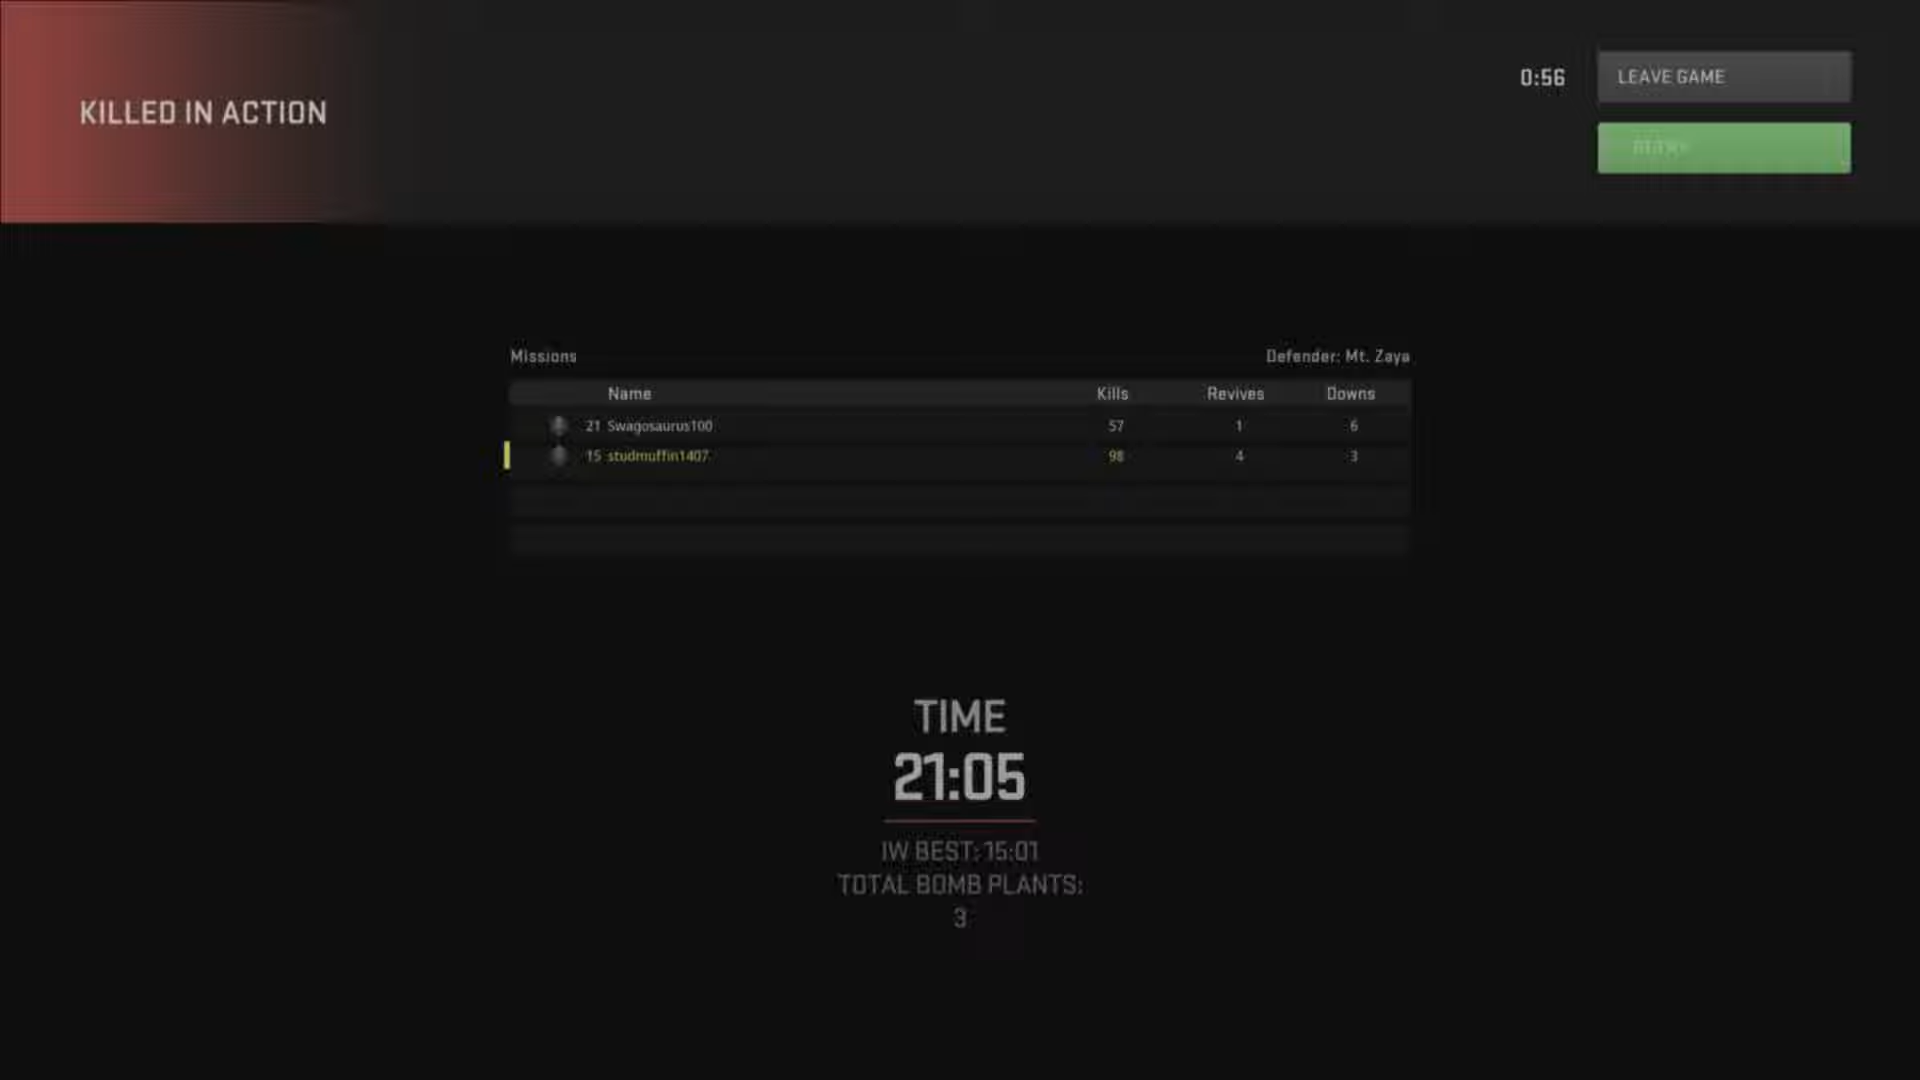 KILLED IN ACTION
0:56
LEAVE GAME
Missions
Defender: Mt. Zaya
Name Kills Revives Downs
21 Swagosaurus100 57 1 6
15 studmuffin1407 98 4 3
TIME
21:05
IW BEST: 15:01
TOTAL BOMB PLANTS:
3